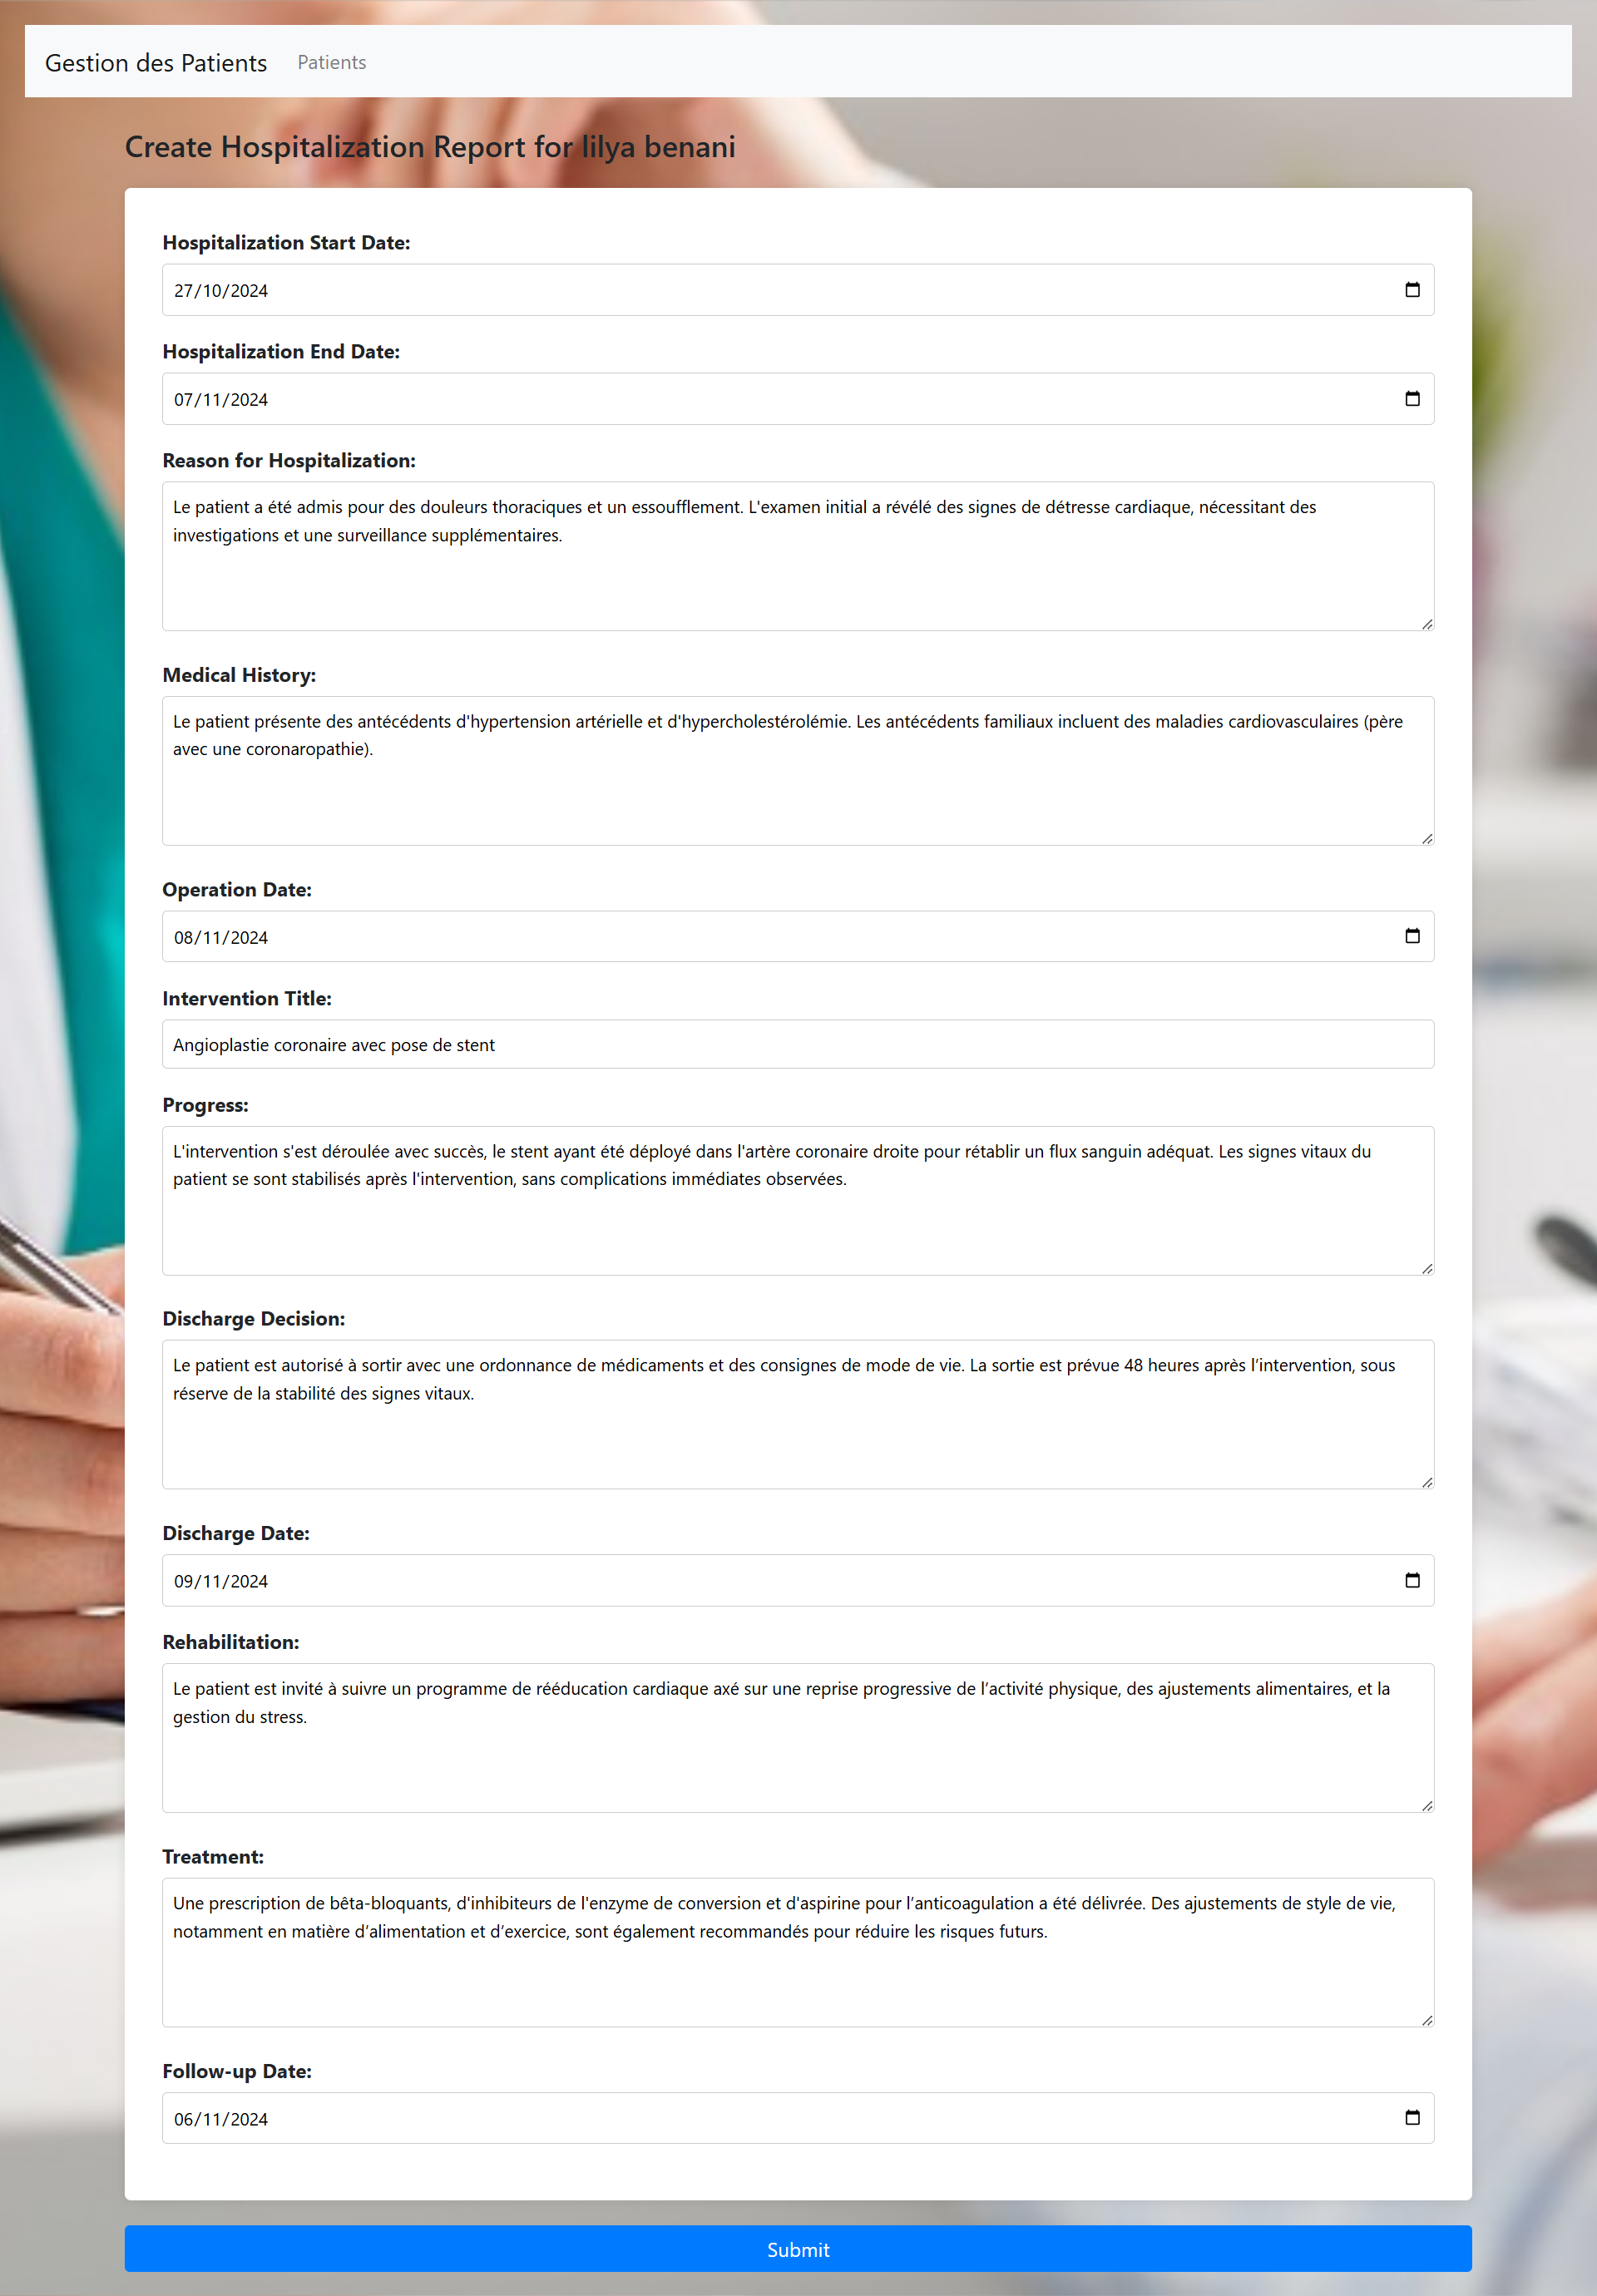 Gestion des Patients Patients
Create Hospitalization Report for lilya benani
Hospitalization Start Date:
27/10/2024
Hospitalization End Date:
07/11/2024
Reason for Hospitalization:
Le patient a été admis pour des douleurs thoraciques et un essoufflement. L'examen initial a révélé des signes de détresse cardiaque, nécessitant des
investigations et une surveillance supplémentaires.
Medical History:
Le patient présente des antécédents d'hypertension artérielle et d'hypercholestérolémie. Les antécédents familiaux incluent des maladies cardiovasculaires (père
avec une coronaropathie).
Operation Date:
08/11/2024
Intervention Title:
Angioplastie coronaire avec pose de stent
Progress:
L'intervention s'est déroulée avec succès, le stent ayant été déployé dans l'artère coronaire droite pour rétablir un flux sanguin adéquat. Les signes vitaux du
patient se sont stabilisés après l'intervention, sans complications immédiates observées.
Discharge Decision:
Le patient est autorisé à sortir avec une ordonnance de médicaments et des consignes de mode de vie. La sortie est prévue 48 heures après l’intervention, sous
réserve de la stabilité des signes vitaux.
Discharge Date:
09/11/2024
Rehabilitation:
Le patient est invité à suivre un programme de rééducation cardiaque axé sur une reprise progressive de l’activité physique, des ajustements alimentaires, et la
gestion du stress.
Treatment:
Une prescription de bêta-bloquants, d'inhibiteurs de l'enzyme de conversion et d'aspirine pour l’anticoagulation a été délivrée. Des ajustements de style de vie,
notamment en matière d’alimentation et d’exercice, sont également recommandés pour réduire les risques futurs.
Follow-up Date:
06/11/2024
Submit